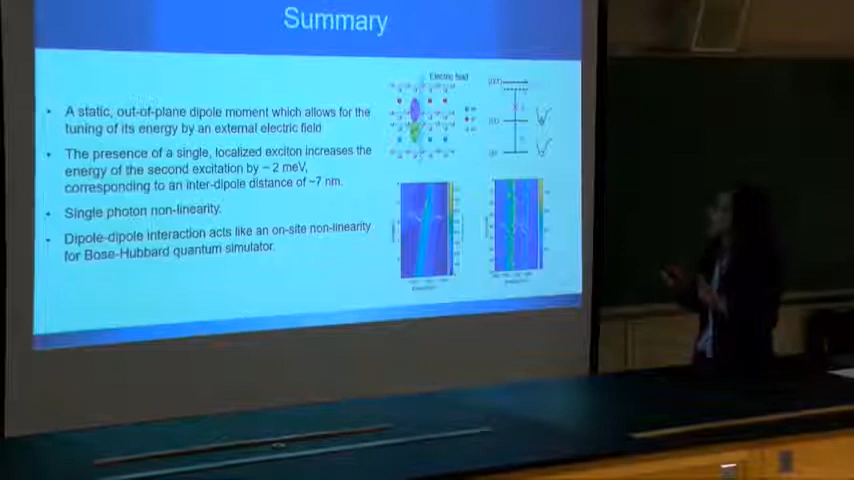 Summary
• A static, out-of-plane dipole moment which allows for the
tuning of its energy by an external electric field
• The presence of a single, localized exciton increases the
energy of the second excitation by ~ 2 meV,
corresponding to an inter-dipole distance of ~7 nm.
• Single photon non-linearity.
• Dipole-dipole interaction acts like an on-site non-linearity
for Bose-Hubbard quantum simulator.
Electric field